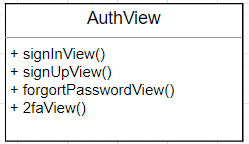 AuthView
+ signInView()
+ signUpView()
+ forgortPasswordView()
+ 2faView()